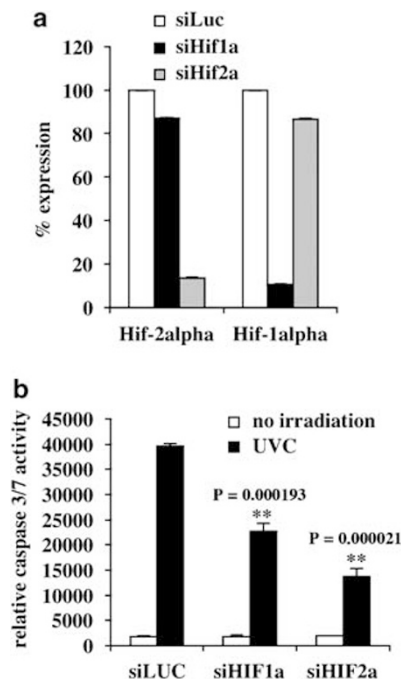 a
siLuc
siHif1a
siHif2a
% expression
120
100
80
60
40
20
0
Hif-2alpha Hif-1alpha
b
relative caspase 3/7 activity
45000
40000
35000
30000
25000
20000
15000
10000
5000
0
no irradiation
UVC
P = 0.000193
**
P = 0.000021
**
siLUC siHIF1a siHIF2a